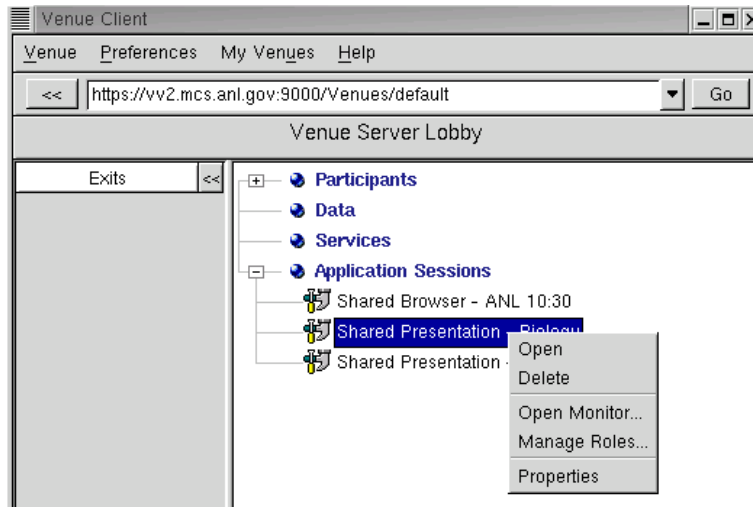 Venue Client
Venue Preferences My Venues Help
<< https://vv2.mcs.anl.gov:9000/Venues/default Go
Venue Server Lobby
Exits <<
Participants
Data
Services
Application Sessions
Shared Browser - ANL 10:30
Shared Presentation - Biology
Shared Presentation -
Open
Delete
Open Monitor...
Manage Roles...
Properties